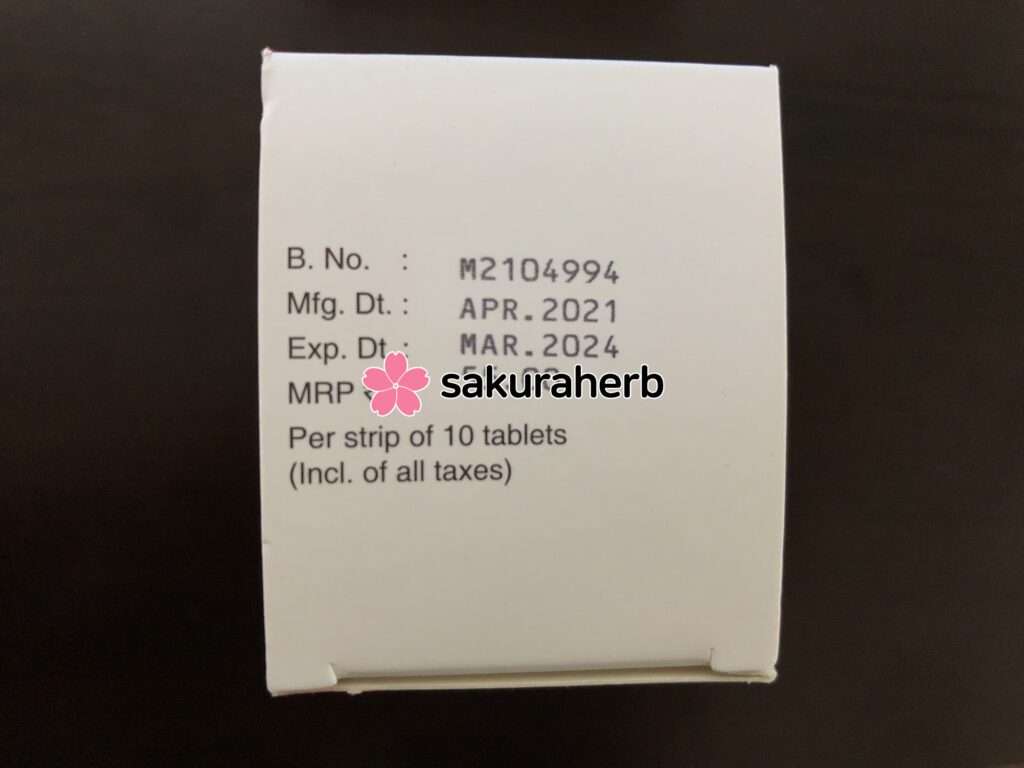 B. No. : M2104994
Mfg. Dt. : APR.2021
Exp. Dt. : MAR.2024
MRP
sakuraherb
Per strip of 10 tablets
(Incl. of all taxes)